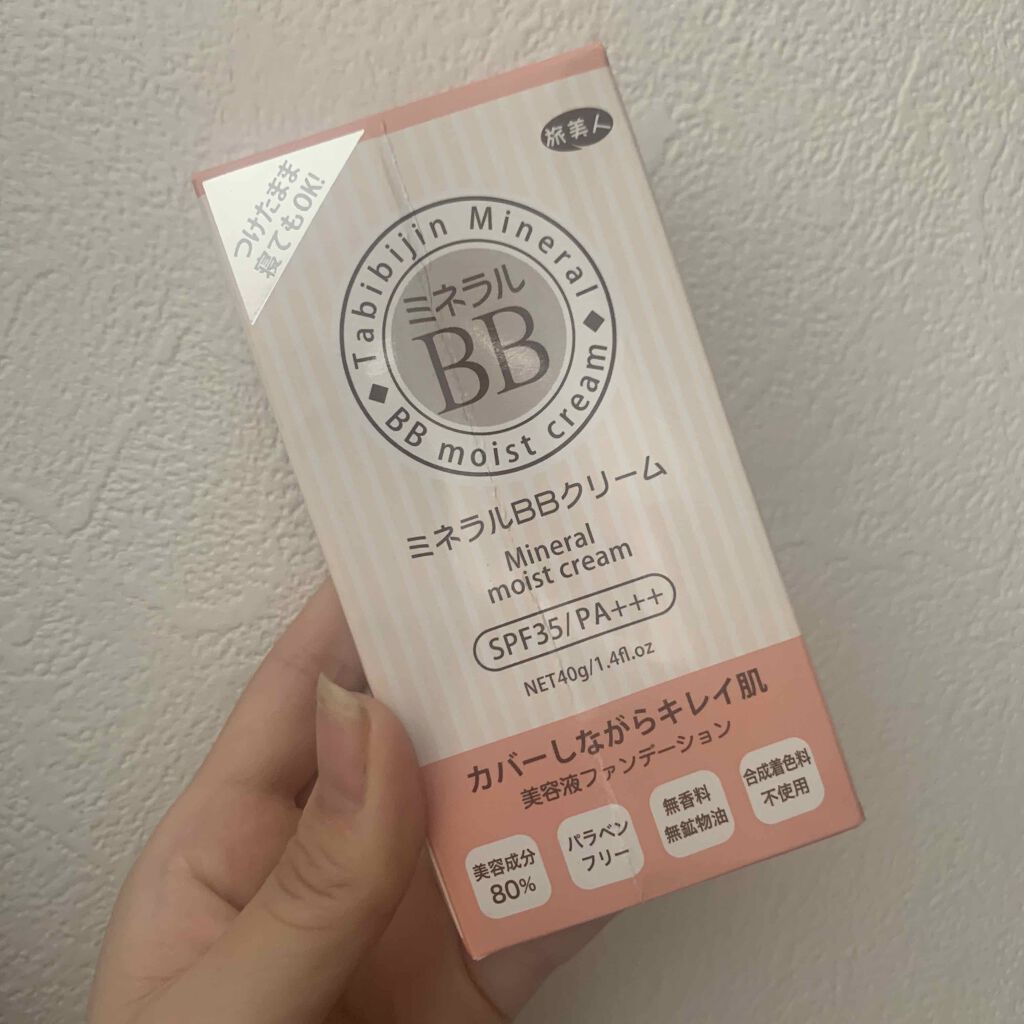 旅美人
つけたまま
寝てもOK!
Tabibijin Mineral
ミネラル
BB
BB moist cream
ミネラルBBクリーム
Mineral
moist cream
SPF35/PA+++
NET40g/1.4fl.oz
カバーしながらキレイ肌
美容液ファンデーション
美容成分
80%
パラベン
フリー
無香料
無鉱物油
合成着色料
不使用